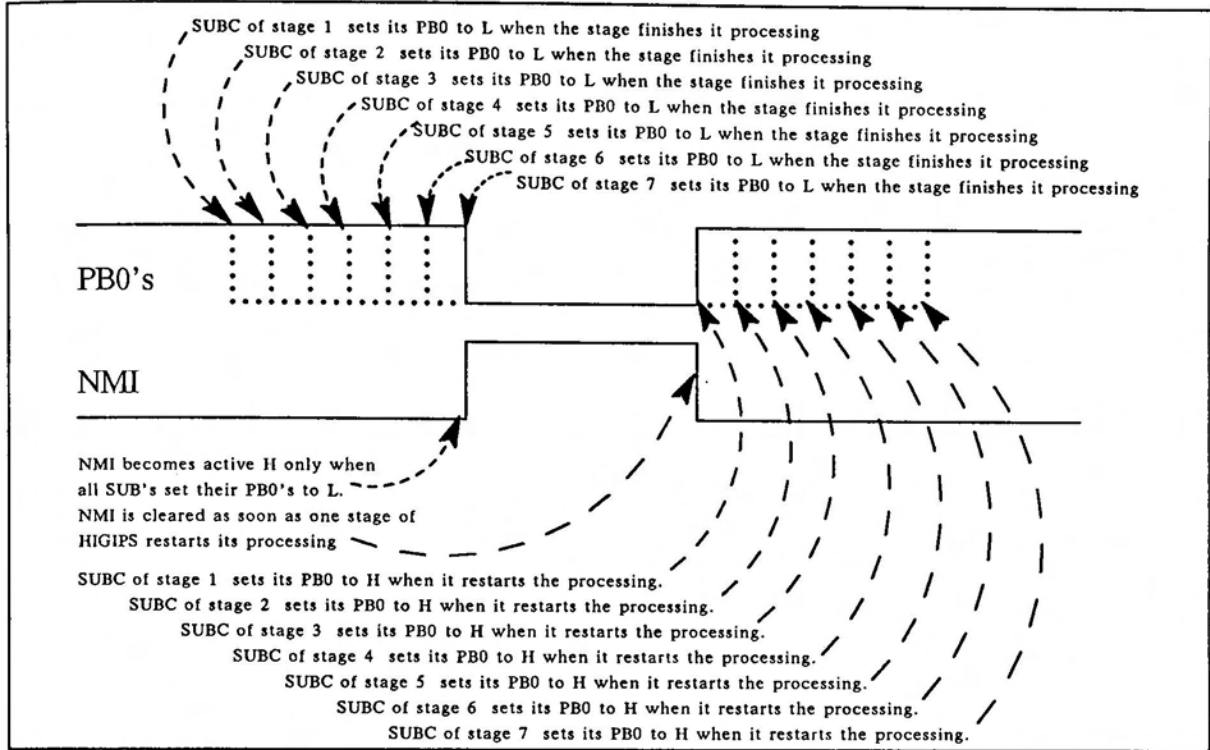 SUBC of stage 1 sets its PB0 to L when the stage finishes it processing
SUBC of stage 2 sets its PB0 to L when the stage finishes it processing
SUBC of stage 3 sets its PB0 to L when the stage finishes it processing
SUBC of stage 4 sets its PB0 to L when the stage finishes it processing
SUBC of stage 5 sets its PB0 to L when the stage finishes it processing
SUBC of stage 6 sets its PB0 to L when the stage finishes it processing
SUBC of stage 7 sets its PB0 to L when the stage finishes it processing
PB0's
NMI
NMI becomes active H only when
all SUB's set their PB0's to L.
NMI is cleared as soon as one stage of
HIGIPS restarts its processing
SUBC of stage 1 sets its PB0 to H when it restarts the processing.
SUBC of stage 2 sets its PB0 to H when it restarts the processing.
SUBC of stage 3 sets its PB0 to H when it restarts the processing.
SUBC of stage 4 sets its PB0 to H when it restarts the processing.
SUBC of stage 5 sets its PB0 to H when it restarts the processing.
SUBC of stage 6 sets its PB0 to H when it restarts the processing.
SUBC of stage 7 sets its PB0 to H when it restarts the processing.